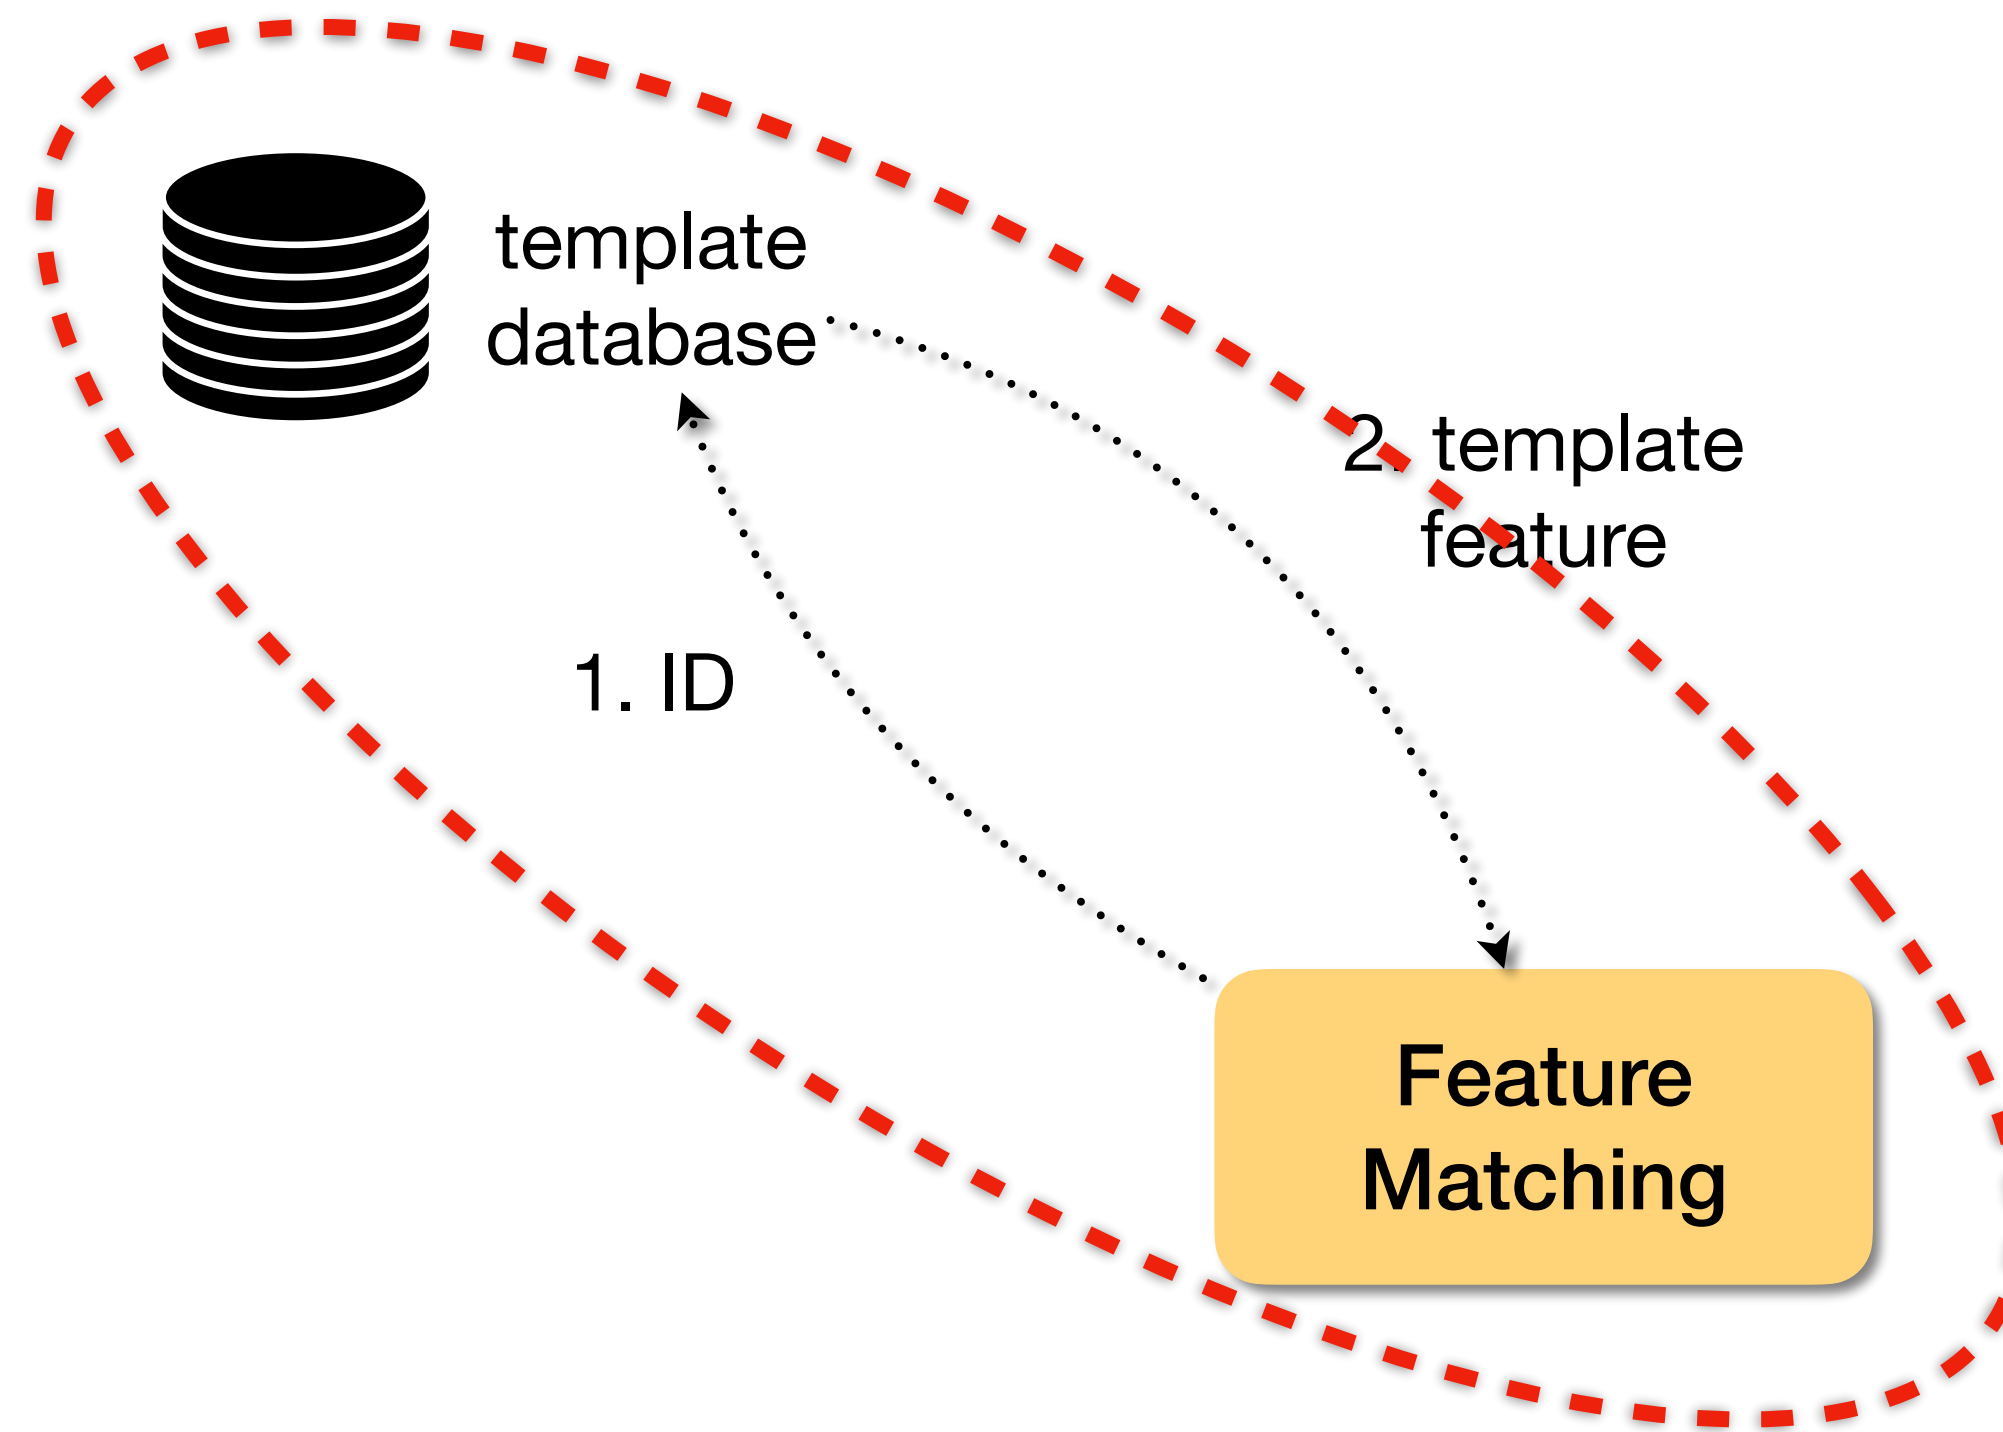 template
database
2. template
feature
1. ID
Feature
Matching